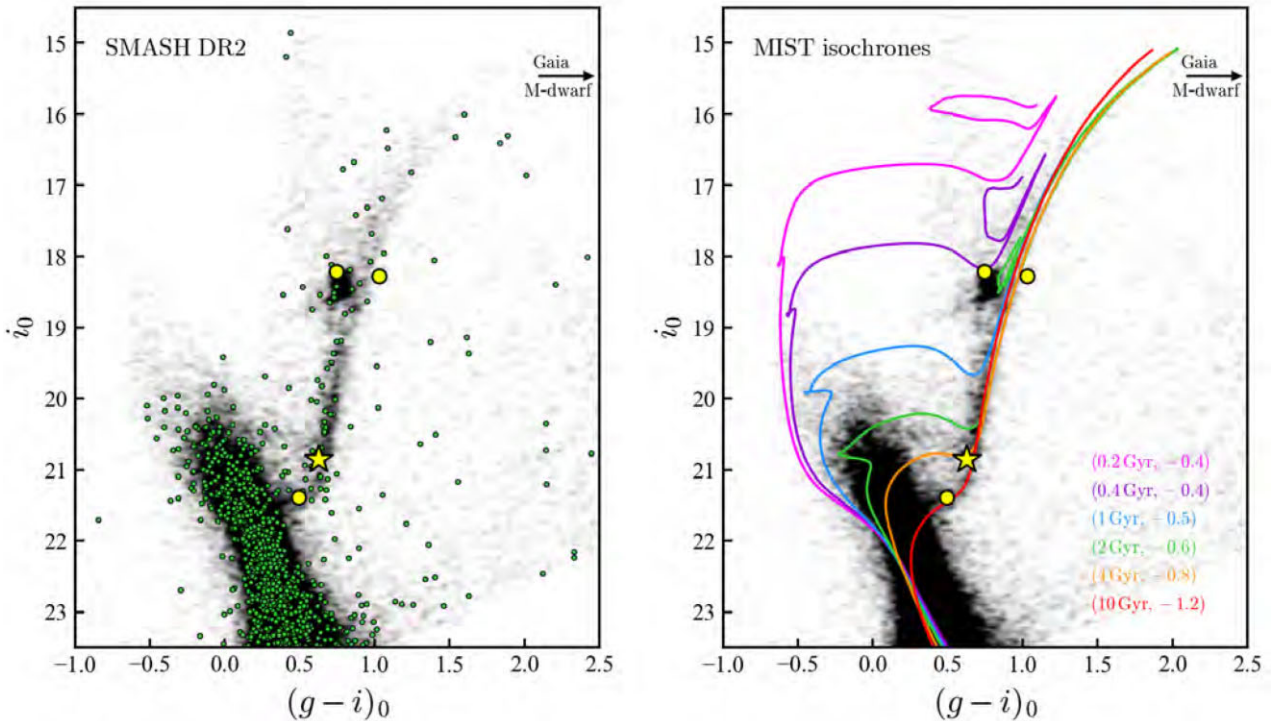 SMASH DR2
Gaia
M-dwarf
15
16
17
18
19
20
21
22
23
i₀
−1.0 −0.5 0.0 0.5 1.0 1.5 2.0 2.5
(g − i)₀
MIST isochrones
Gaia
M-dwarf
(0.2 Gyr, −0.4)
(0.4 Gyr, −0.4)
(1 Gyr, −0.5)
(2 Gyr, −0.6)
(4 Gyr, −0.8)
(10 Gyr, −1.2)
15
16
17
18
19
20
21
22
23
i₀
−1.0 −0.5 0.0 0.5 1.0 1.5 2.0 2.5
(g − i)₀